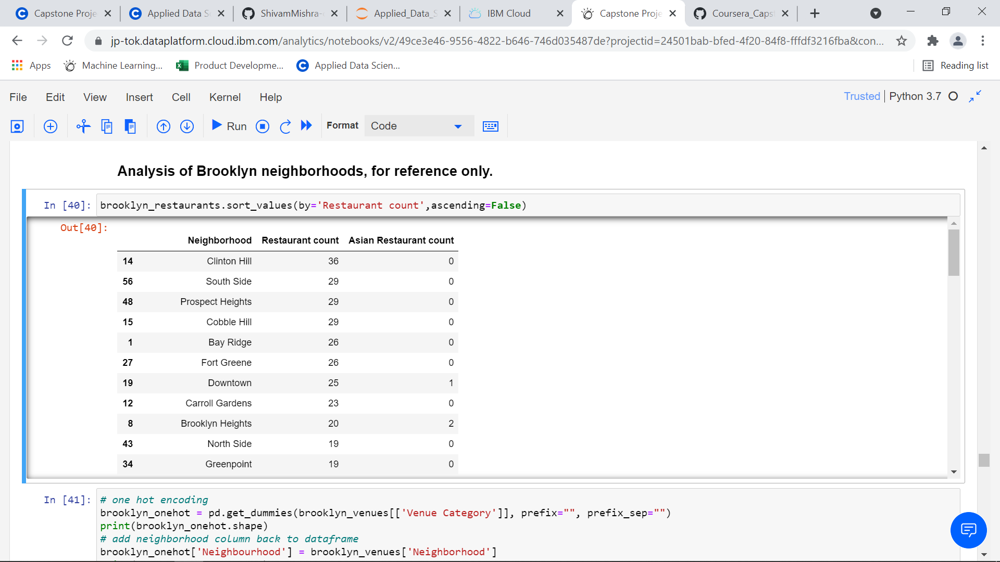 Capstone Proje
Applied Data S
ShivamMishra-
Applied_Data_S
IBM Cloud
Capstone Proje
Coursera_Caps
jp-tok.dataplatform.cloud.ibm.com/analytics/notebooks/v2/49ce3e46-9556-4822-b646-746d035487de?projectid=24501bab-bfed-4f20-84f8-fffdf3216fba&con...
Apps
Machine Learning...
Product Developme...
Applied Data Scien...
Reading list
File Edit View Insert Cell Kernel Help
Trusted | Python 3.7
Run
Format
Code
Analysis of Brooklyn neighborhoods, for reference only.
In [40]: brooklyn_restaurants.sort_values(by='Restaurant count',ascending=False)
Out[40]:
Neighborhood Restaurant count Asian Restaurant count
14 Clinton Hill 36 0
56 South Side 29 0
48 Prospect Heights 29 0
15 Cobble Hill 29 0
1 Bay Ridge 26 0
27 Fort Greene 26 0
19 Downtown 25 1
12 Carroll Gardens 23 0
8 Brooklyn Heights 20 2
43 North Side 19 0
34 Greenpoint 19 0
In [41]: # one hot encoding
brooklyn_onehot = pd.get_dummies(brooklyn_venues[['Venue Category']], prefix="", prefix_sep="")
print(brooklyn_onehot.shape)
# add neighborhood column back to dataframe
brooklyn_onehot['Neighbourhood'] = brooklyn_venues['Neighborhood']